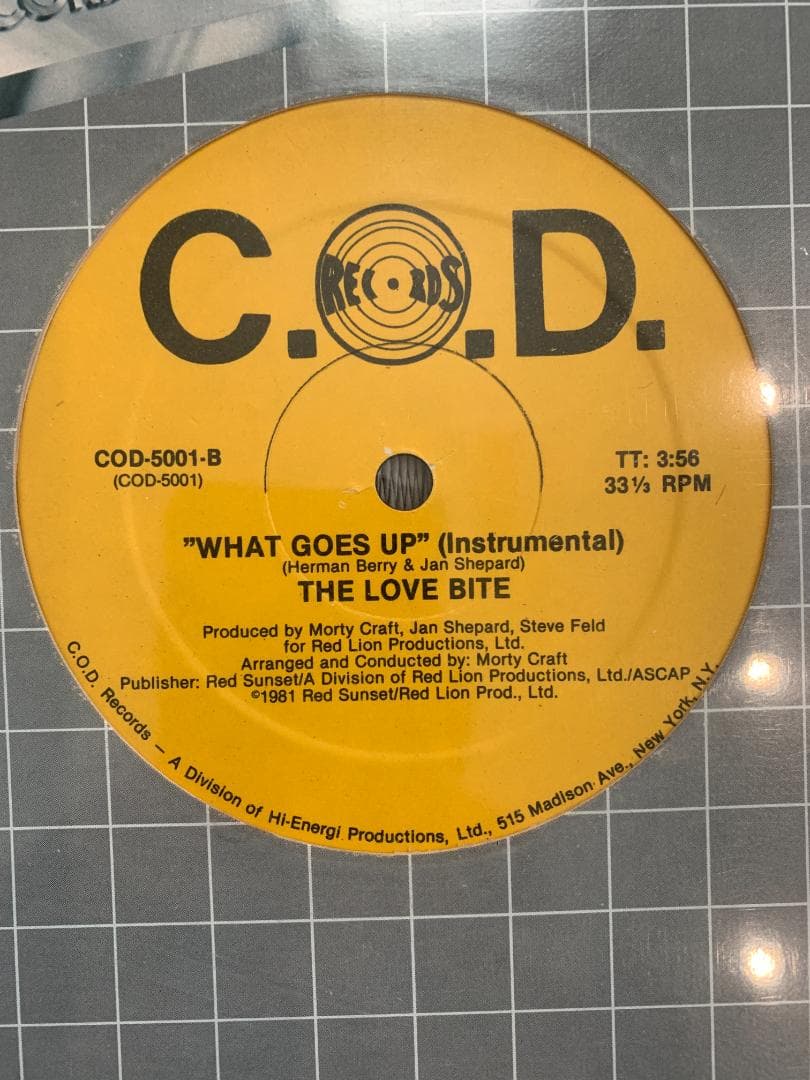 C.O.D.
RECORDS
COD-5001-B
(COD-5001)
TT: 3:56
33⅓ RPM
"WHAT GOES UP" (Instrumental)
(Herman Berry & Jan Shepard)
THE LOVE BITE
Produced by Morty Craft, Jan Shepard, Steve Feld
for Red Lion Productions, Ltd.
Arranged and Conducted by: Morty Craft
Publisher: Red Sunset/A Division of Red Lion Productions, Ltd./ASCAP
©1981 Red Sunset/Red Lion Prod., Ltd.
C.O.D. Records – A Division of Hi-Energi Productions, Ltd., 515 Madison Ave., New York, N.Y.